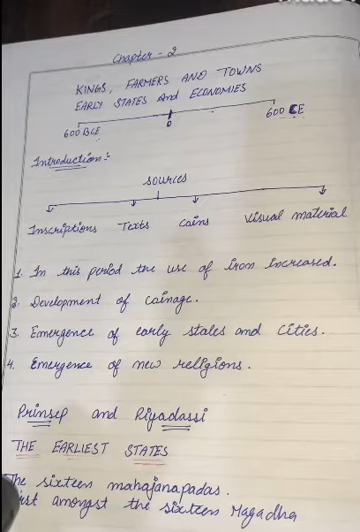 Chapter - 2
KINGS, FARMERS AND TOWNS
EARLY STATES and ECONOMIES
600 BCE 0 600 CE
Introduction:-
sources
Inscriptions Texts Coins Visual material
1. In this period the use of iron increased.
2. Development of coinage.
3. Emergence of early states and cities.
4. Emergence of new religions.
Prinsep and Piyadassi
THE EARLIEST STATES
The sixteen mahajanapadas.
amongst the sixteen Magadha